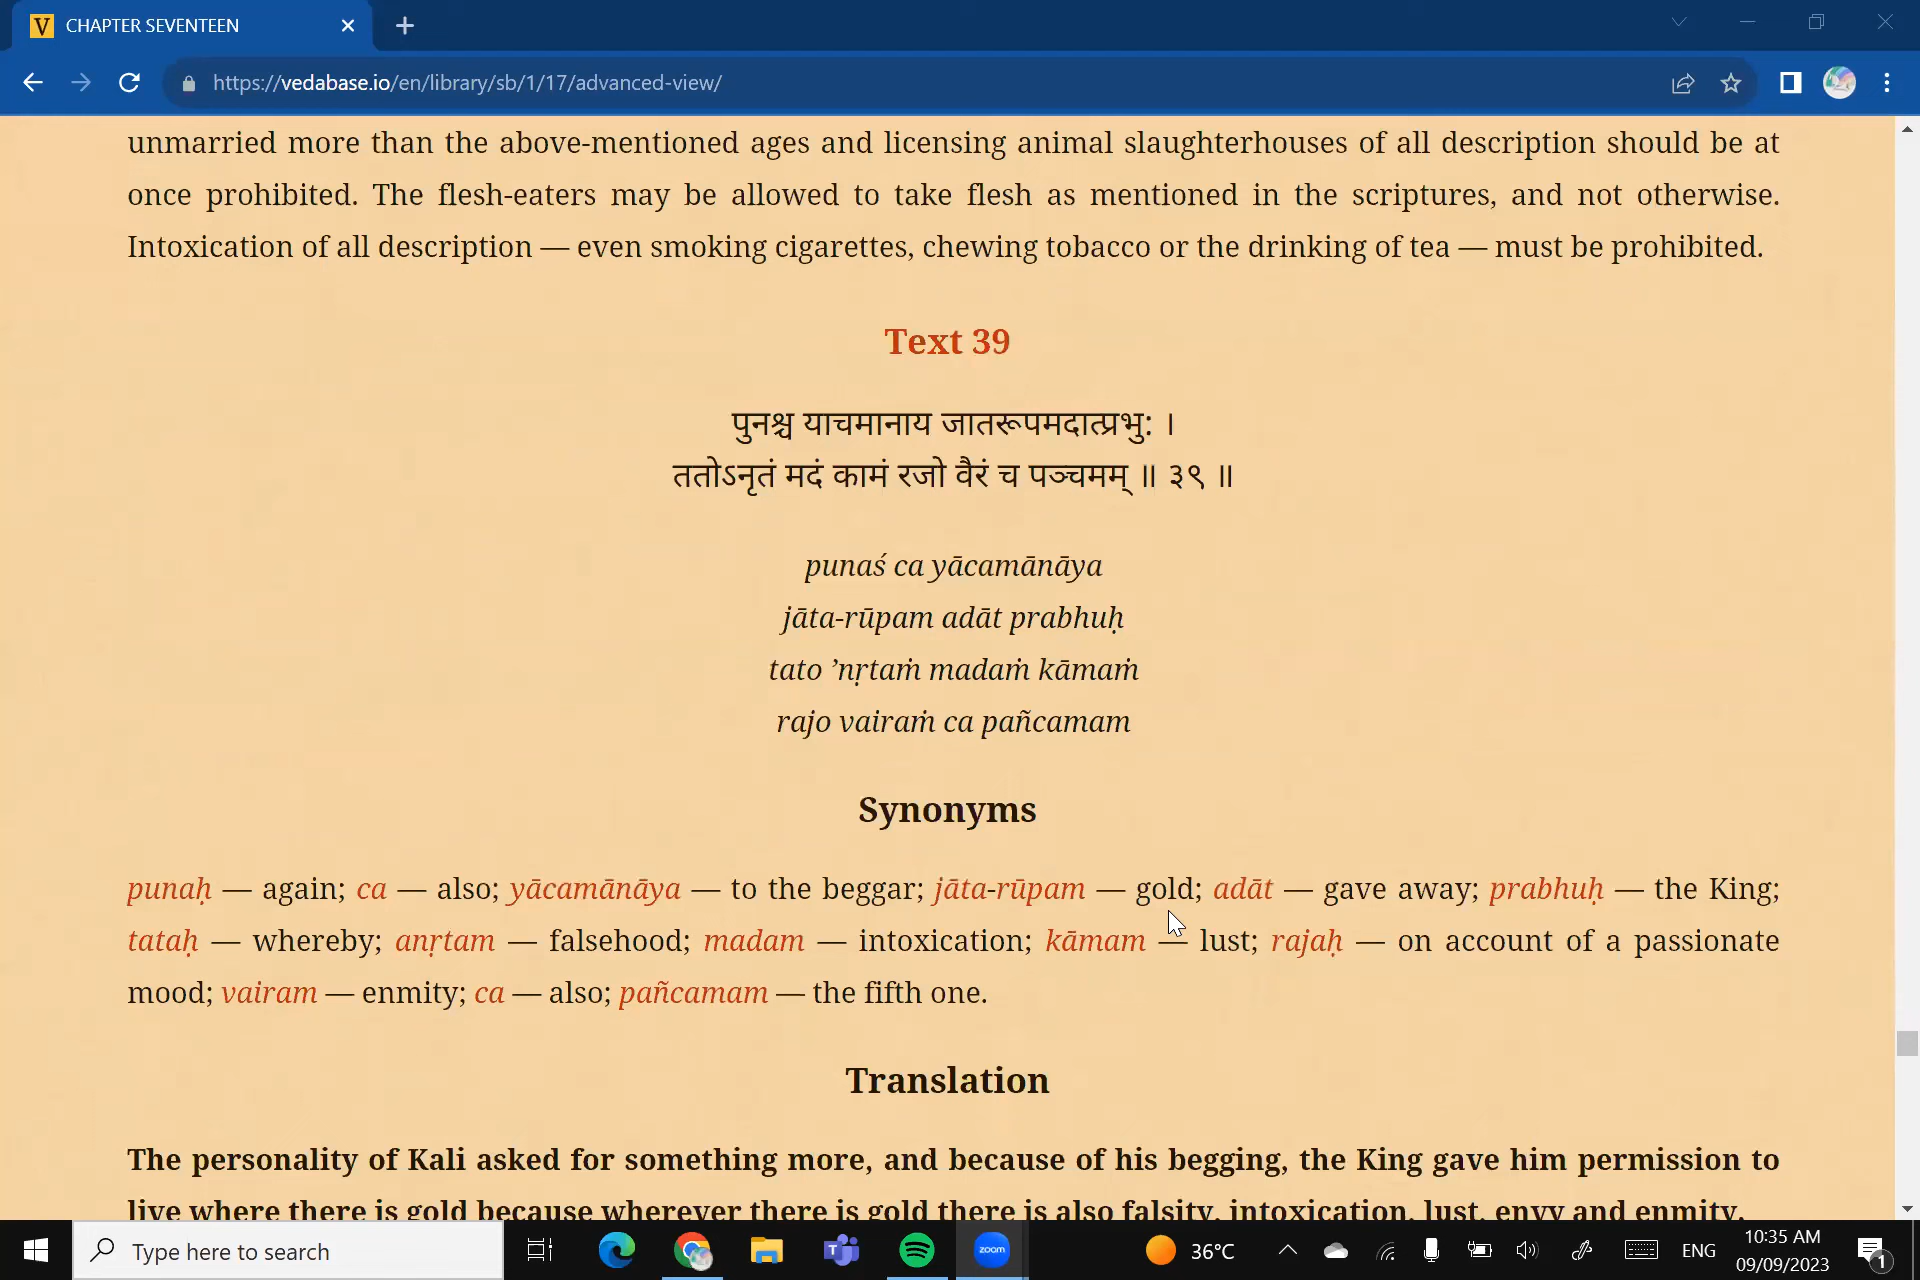 CHAPTER SEVENTEEN
https://vedabase.io/en/library/sb/1/17/advanced-view/
unmarried more than the above-mentioned ages and licensing animal slaughterhouses of all description should be at
once prohibited. The flesh-eaters may be allowed to take flesh as mentioned in the scriptures, and not otherwise.
Intoxication of all description — even smoking cigarettes, chewing tobacco or the drinking of tea — must be prohibited.
Text 39
पुनश्च याचमानाय जातरूपमदात्प्रभु: ।
ततोऽनृतं मदं कामं रजो वैरं च पञ्चमम् ॥ ३९ ॥
punaś ca yācamānāya
jāta-rūpam adāt prabhuḥ
tato ’nṛtaṁ madaṁ kāmaṁ
rajo vairaṁ ca pañcamam
Synonyms
punaḥ — again; ca — also; yācamānāya — to the beggar; jāta-rūpam — gold; adāt — gave away; prabhuḥ — the King;
tataḥ — whereby; anṛtam — falsehood; madam — intoxication; kāmam — lust; rajaḥ — on account of a passionate
mood; vairam — enmity; ca — also; pañcamam — the fifth one.
Translation
The personality of Kali asked for something more, and because of his begging, the King gave him permission to
live where there is gold because wherever there is gold there is also falsity, intoxication, lust, envy and enmity.
Type here to search
zoom
36°C
ENG
10:35 AM
09/09/2023
1